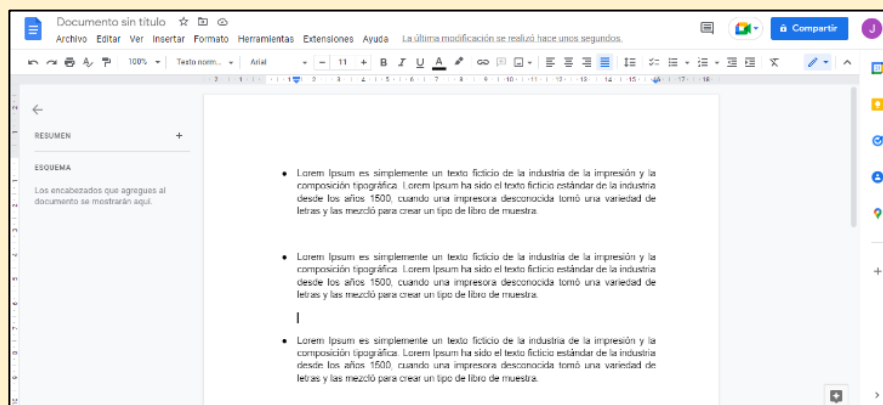 Documento sin título
Archivo Editar Ver Insertar Formato Herramientas Extensiones Ayuda La última modificación se realizó hace unos segundos.
Compartir
J
100% Texto norm... Arial 11 B I U A
RESUMEN
ESQUEMA
Los encabezados que agregues al
documento se mostrarán aquí.
● Lorem Ipsum es simplemente un texto ficticio de la industria de la impresión y la
composición tipográfica. Lorem Ipsum ha sido el texto ficticio estándar de la industria
desde los años 1500, cuando una impresora desconocida tomó una variedad de
letras y las mezcló para crear un tipo de libro de muestra.
● Lorem Ipsum es simplemente un texto ficticio de la industria de la impresión y la
composición tipográfica. Lorem Ipsum ha sido el texto ficticio estándar de la industria
desde los años 1500, cuando una impresora desconocida tomó una variedad de
letras y las mezcló para crear un tipo de libro de muestra.
● Lorem Ipsum es simplemente un texto ficticio de la industria de la impresión y la
composición tipográfica. Lorem Ipsum ha sido el texto ficticio estándar de la industria
desde los años 1500, cuando una impresora desconocida tomó una variedad de
letras y las mezcló para crear un tipo de libro de muestra.